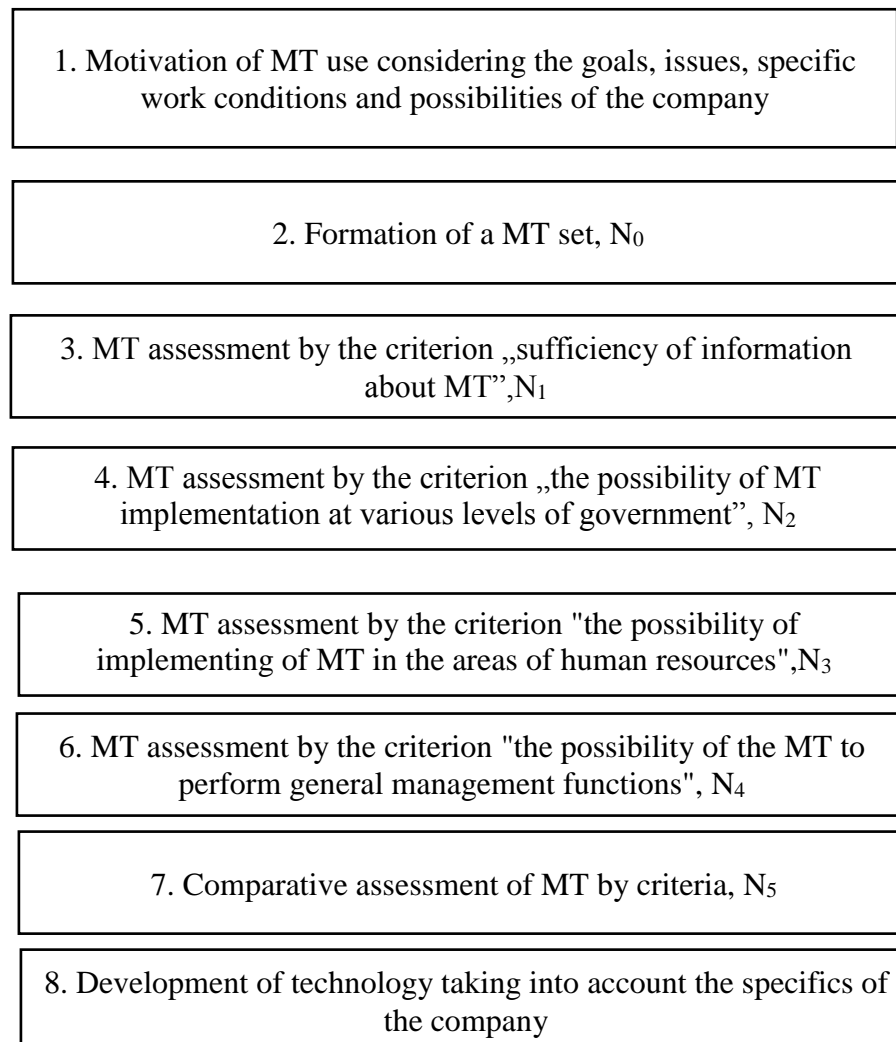 1. Motivation of MT use considering the goals, issues, specific
work conditions and possibilities of the company
2. Formation of a MT set, N₀
3. MT assessment by the criterion „sufficiency of information
about MT”,N₁
4. MT assessment by the criterion „the possibility of MT
implementation at various levels of government”, N₂
5. MT assessment by the criterion "the possibility of
implementing of MT in the areas of human resources",N₃
6. MT assessment by the criterion "the possibility of the MT to
perform general management functions", N₄
7. Comparative assessment of MT by criteria, N₅
8. Development of technology taking into account the specifics of
the company